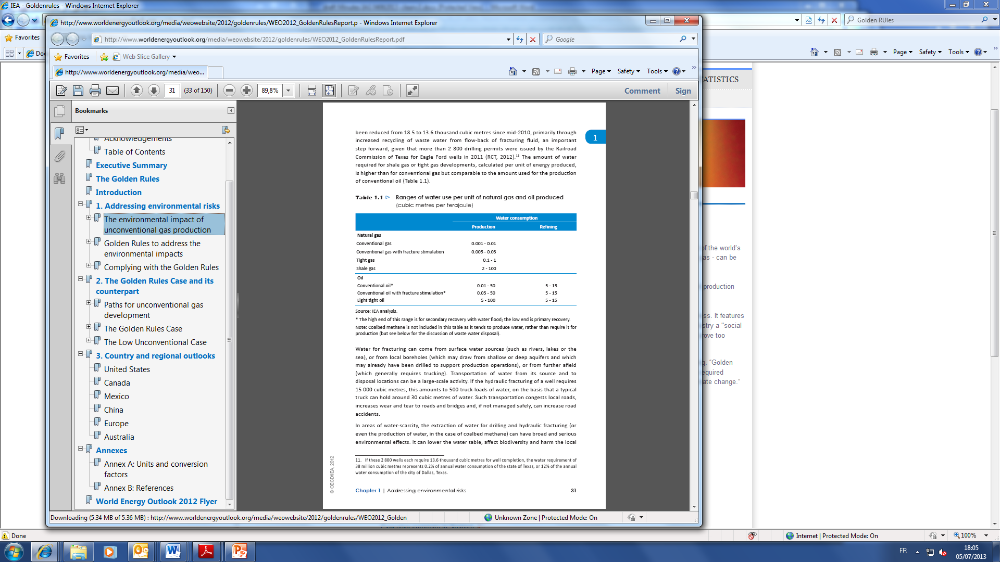 IEA - Goldenrules - Windows Internet Explorer
http://www.worldenergyoutlook.org/media/weowebsite/2012/goldenrules/WEO2012_GoldenRulesReport.p - Windows Internet Explorer
Golden RUles
http://www.worldenergyoutlook.org/media/weowebsite/2012/goldenrules/WEO2012_GoldenRulesReport.pdf
Google
Favorites
Favorites
Web Slice Gallery
Page
Safety
Tools
http://www.worldenergyoutlook.org/media/weo...
Page
Safety
Tools
31
(33 of 150)
89,8%
Comment
Sign
ATISTICS
Bookmarks
Acknowledgements
Table of Contents
Executive Summary
The Golden Rules
Introduction
1. Addressing environmental risks
The environmental impact of
unconventional gas production
Golden Rules to address the
environmental impacts
Complying with the Golden Rules
2. The Golden Rules Case and its
counterpart
Paths for unconventional gas
development
The Golden Rules Case
The Low Unconventional Case
3. Country and regional outlooks
United States
Canada
Mexico
China
Europe
Australia
Annexes
Annex A: Units and conversion
factors
Annex B: References
World Energy Outlook 2012 Flyer
1
been reduced from 18.5 to 13.6 thousand cubic metres since mid-2010, primarily through
increased recycling of waste water from flow-back of fracturing fluid, an important
step forward, given that more than 2 800 drilling permits were issued by the Railroad
Commission of Texas for Eagle Ford wells in 2011 (RCT, 2012).11 The amount of water
required for shale gas or tight gas developments, calculated per unit of energy produced,
is higher than for conventional gas but comparable to the amount used for the production
of conventional oil (Table 1.1).
Table 1.1 ▷ Ranges of water use per unit of natural gas and oil produced
(cubic metres per terajoule)
Water consumption
Production Refining
Natural gas
Conventional gas 0.001 - 0.01
Conventional gas with fracture stimulation 0.005 - 0.05
Tight gas 0.1 - 1
Shale gas 2 - 100
Oil
Conventional oil* 0.01 - 50 5 - 15
Conventional oil with fracture stimulation* 0.05 - 50 5 - 15
Light tight oil 5 - 100 5 - 15
Source: IEA analysis.
* The high end of this range is for secondary recovery with water flood; the low end is primary recovery.
Note: Coalbed methane is not included in this table as it tends to produce water, rather than require it for
production (but see below for the discussion of waste water disposal).
Water for fracturing can come from surface water sources (such as rivers, lakes or the
sea), or from local boreholes (which may draw from shallow or deep aquifers and which
may already have been drilled to support production operations), or from further afield
(which generally requires trucking). Transportation of water from its source and to
disposal locations can be a large-scale activity. If the hydraulic fracturing of a well requires
15 000 cubic metres, this amounts to 500 truck-loads of water, on the basis that a typical
truck can hold around 30 cubic metres of water. Such transportation congests local roads,
increases wear and tear to roads and bridges and, if not managed safely, can increase road
accidents.
In areas of water-scarcity, the extraction of water for drilling and hydraulic fracturing (or
even the production of water, in the case of coalbed methane) can have broad and serious
environmental effects. It can lower the water table, affect biodiversity and harm the local
11. If these 2 800 wells each require 13.6 thousand cubic metres for well completion, the water requirement of
38 million cubic metres represents 0.2% of annual water consumption of the state of Texas, or 12% of the annual
water consumption of the city of Dallas, Texas.
© OECD/IEA, 2012
Chapter 1 | Addressing environmental risks 31
of the world's
as - can be
production
ss. It features
stry a "social
rove too
g. "Golden
equired
ate change."
Downloading (5.34 MB of 5.36 MB) : http://www.worldenergyoutlook.org/media/weowebsite/2012/goldenrules/WEO2012_Golden
Unknown Zone | Protected Mode: On
Done
Internet | Protected Mode: On
100%
FR
18:05
05/07/2013